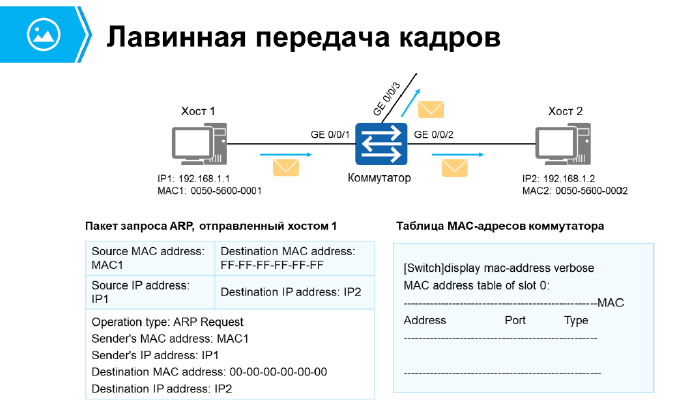 Лавинная передача кадров
GE 0/0/3
Хост 1
Хост 2
GE 0/0/1
GE 0/0/2
Коммутатор
IP1: 192.168.1.1
MAC1: 0050-5600-0001
IP2: 192.168.1.2
MAC2: 0050-5600-0002
Пакет запроса ARP, отправленный хостом 1
Source MAC address:
MAC1
Destination MAC address:
FF-FF-FF-FF-FF-FF
Source IP address:
IP1
Destination IP address: IP2
Operation type: ARP Request
Sender's MAC address: MAC1
Sender's IP address: IP1
Destination MAC address: 00-00-00-00-00-00
Destination IP address: IP2
Таблица MAC-адресов коммутатора
[Switch]display mac-address verbose
MAC address table of slot 0:
-------------------------------------------------------MAC
Address Port Type
-------------------------------------------------------
--------------------------------------------------------